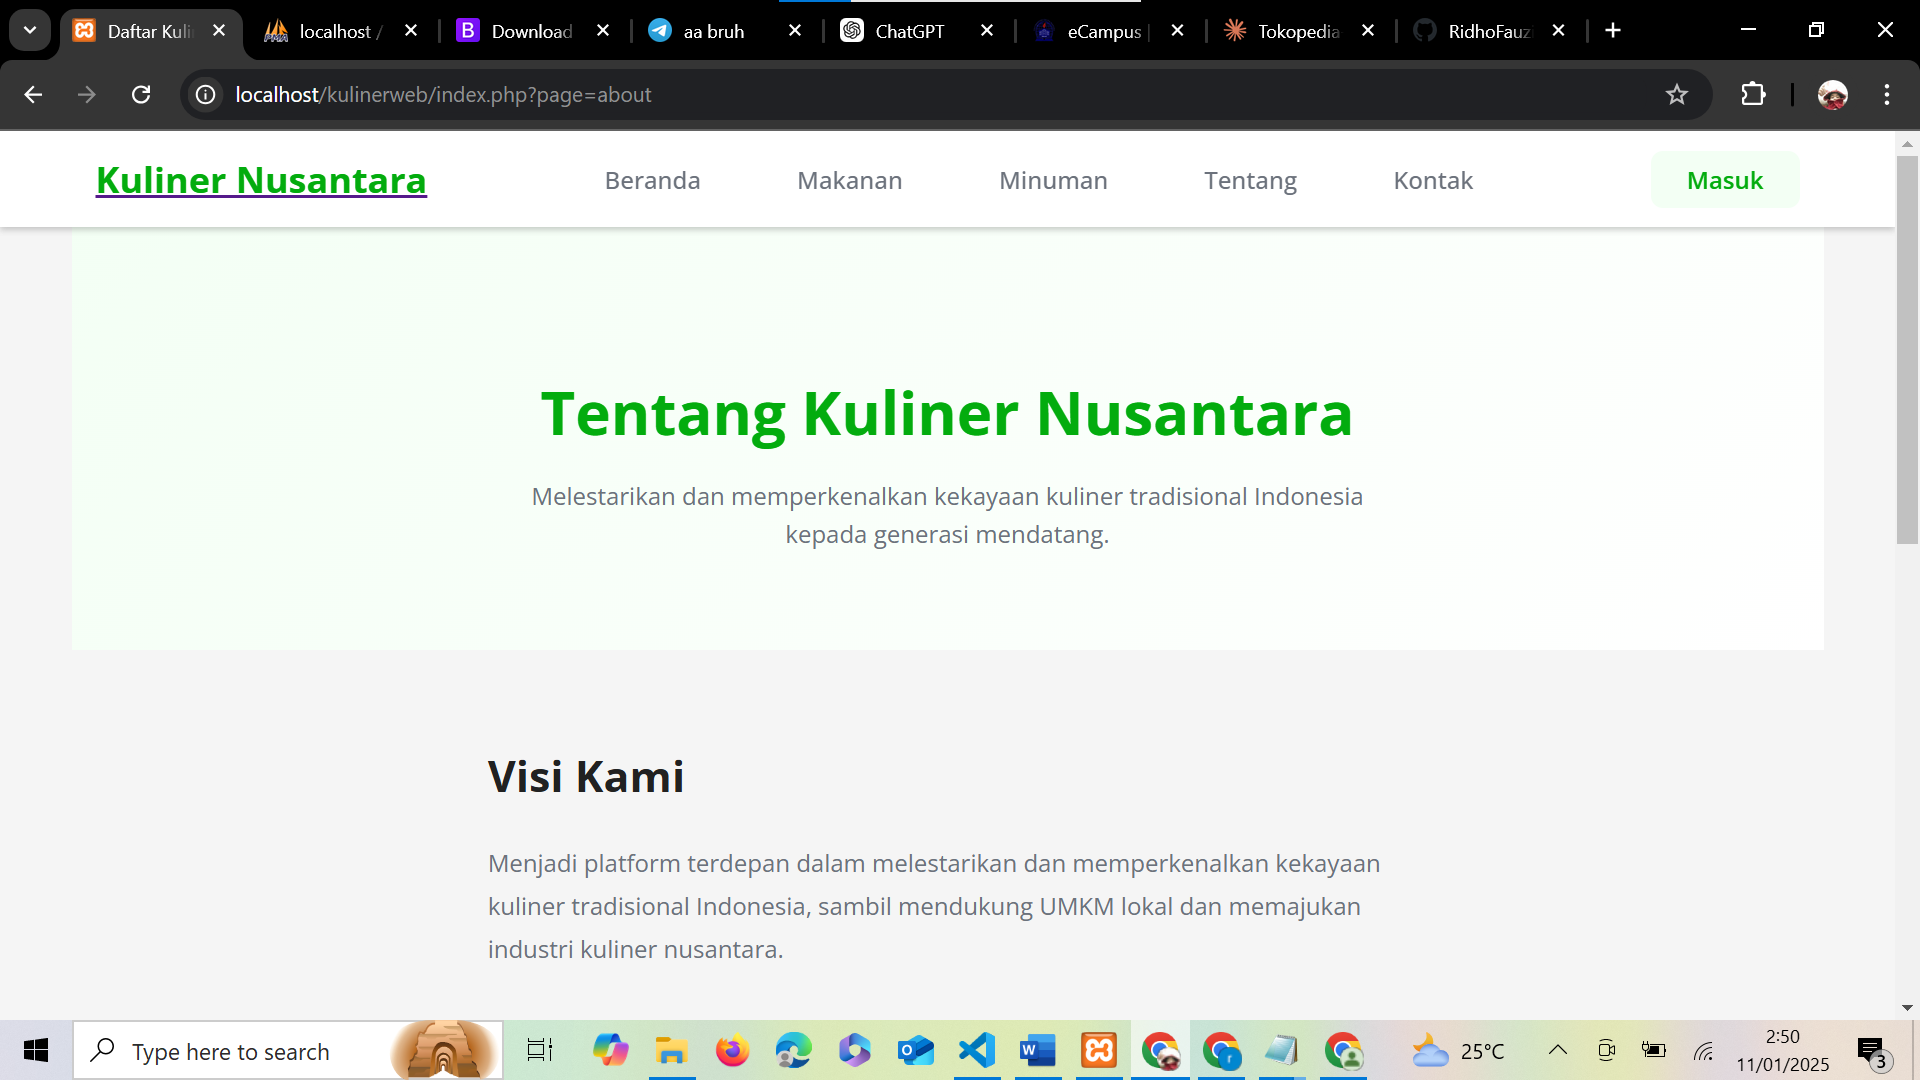 Daftar Kuli
localhost /
Download
aa bruh
ChatGPT
eCampus |
Tokopedia
RidhoFauz
localhost/kulinerweb/index.php?page=about
Kuliner Nusantara
Beranda
Makanan
Minuman
Tentang
Kontak
Masuk
Tentang Kuliner Nusantara
Melestarikan dan memperkenalkan kekayaan kuliner tradisional Indonesia
kepada generasi mendatang.
Visi Kami
Menjadi platform terdepan dalam melestarikan dan memperkenalkan kekayaan
kuliner tradisional Indonesia, sambil mendukung UMKM lokal dan memajukan
industri kuliner nusantara.
Type here to search
25°C
2:50
11/01/2025
3